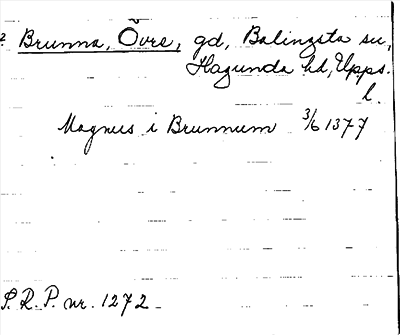 Brunna, Övre, gd, Balingsta sn,
Hagunda hd, Upps.
l.
Magnus i Brunnum 3/6 1377
S.R.P. nr. 1272